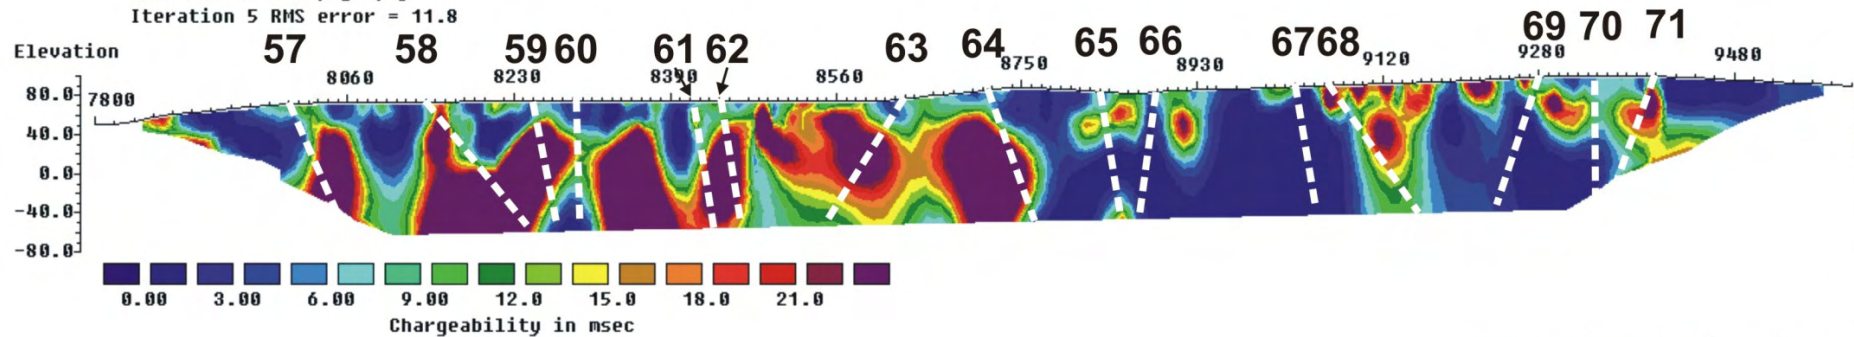 Iteration 5 RMS error = 11.8
57 58 59 60 61 62 63 64 65 66 67 68 69 70 71
Elevation
7800 8060 8230 8390 8560 8750 8930 9120 9280 9480
80.0
40.0
0.0
-40.0
-80.0
0.00 3.00 6.00 9.00 12.0 15.0 18.0 21.0
Chargeability in msec